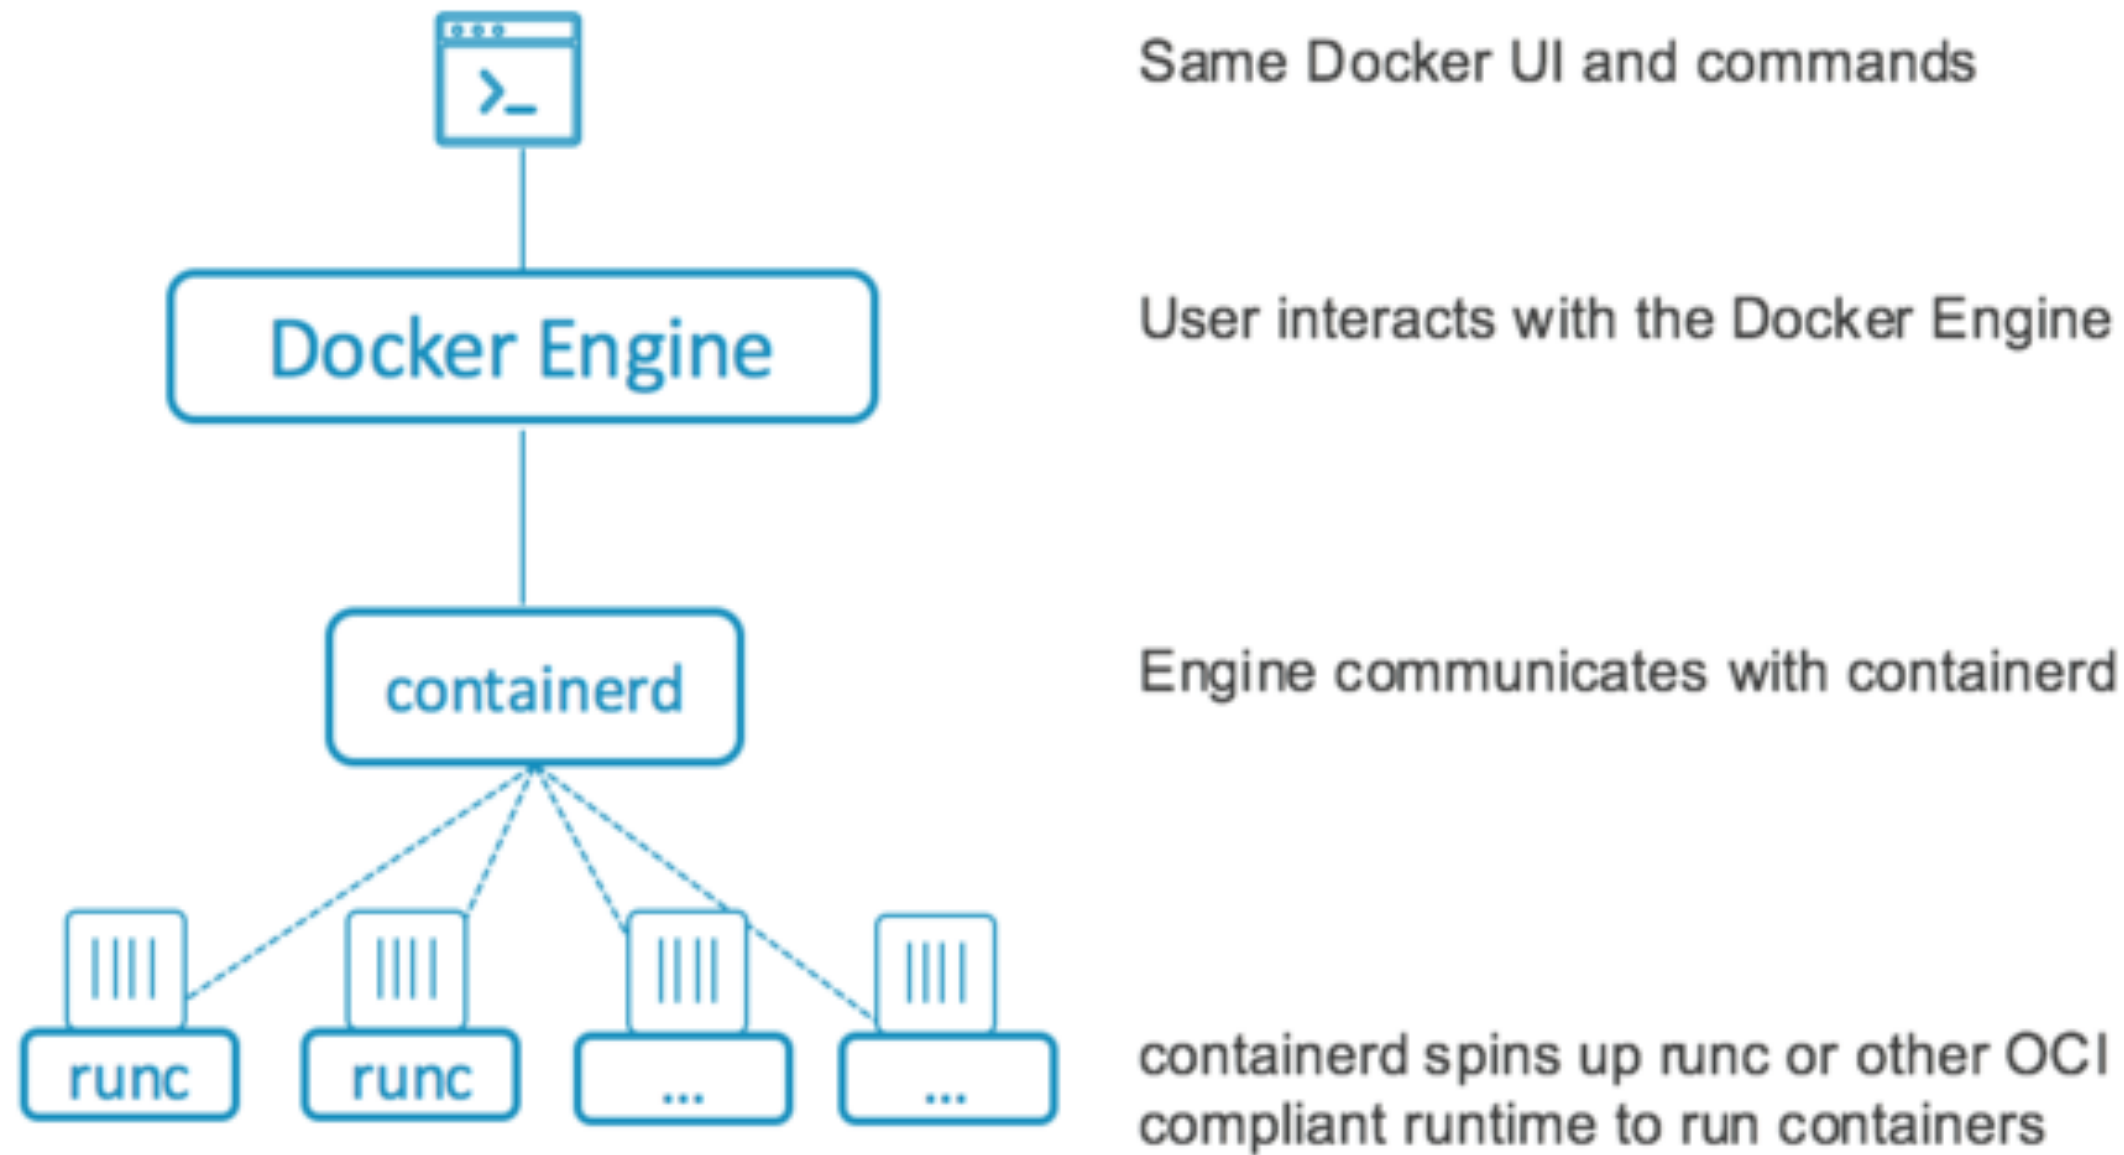 >_
Same Docker UI and commands
Docker Engine
User interacts with the Docker Engine
containerd
Engine communicates with containerd
runc
runc
...
...
containerd spins up runc or other OCI
compliant runtime to run containers